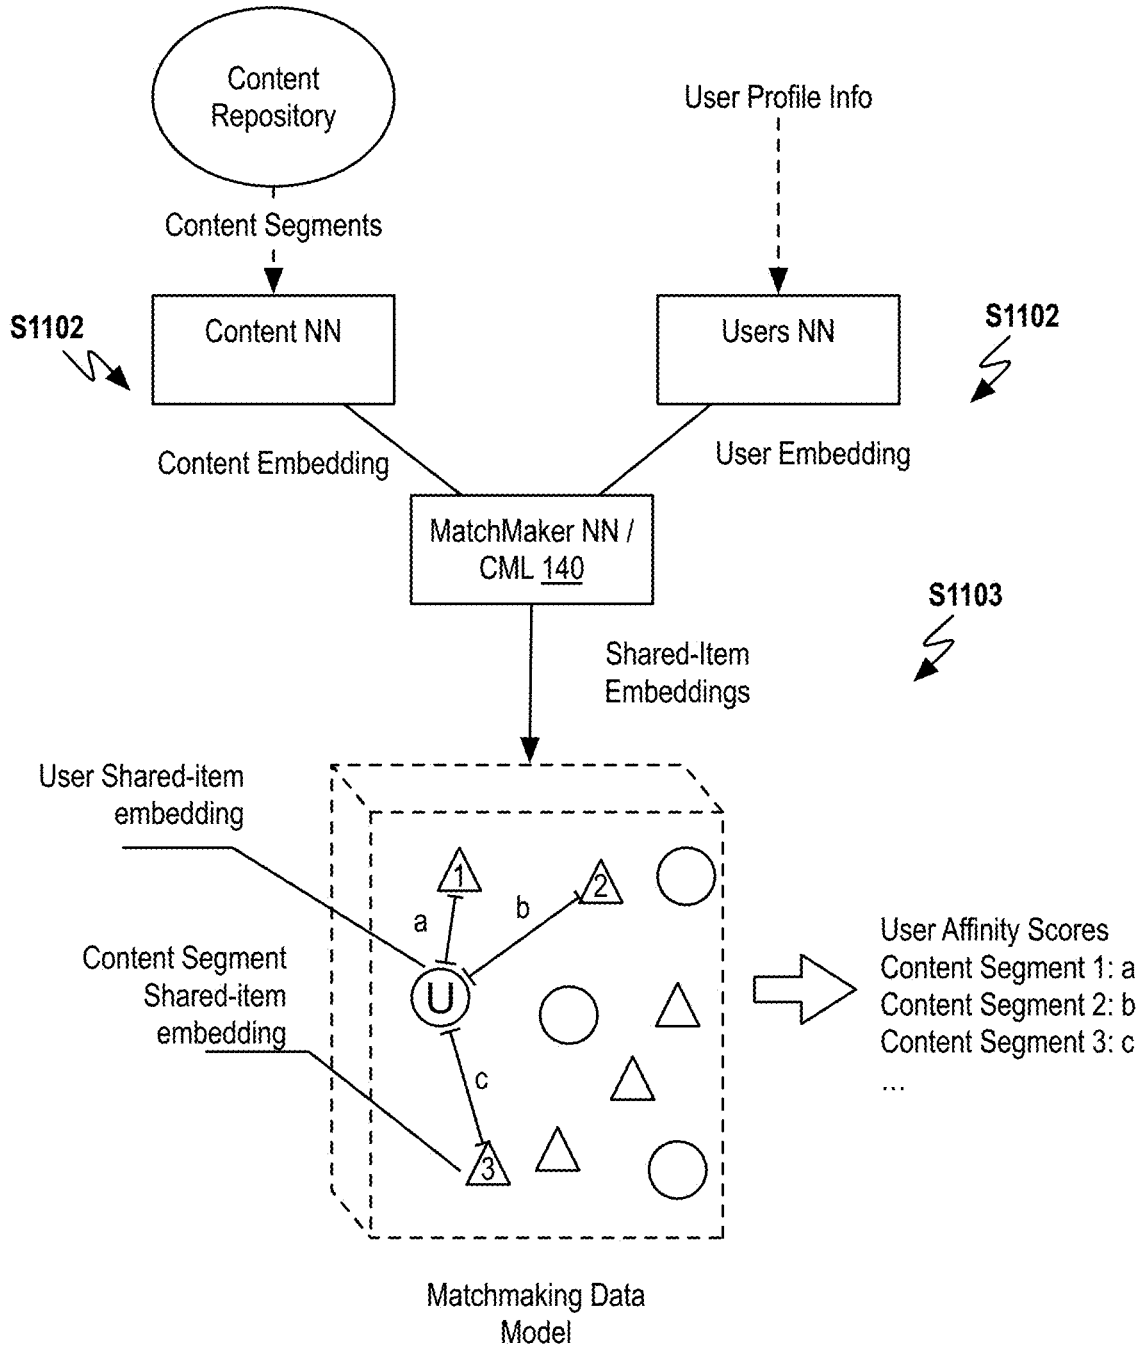 Content
Repository
User Profile Info
Content Segments
S1102
Content NN
Users NN
S1102
Content Embedding
User Embedding
MatchMaker NN /
CML 140
S1103
Shared-Item
Embeddings
User Shared-item
embedding
1
2
a
b
Content Segment
Shared-item
embedding
U
c
3
User Affinity Scores
Content Segment 1: a
Content Segment 2: b
Content Segment 3: c
...
Matchmaking Data
Model